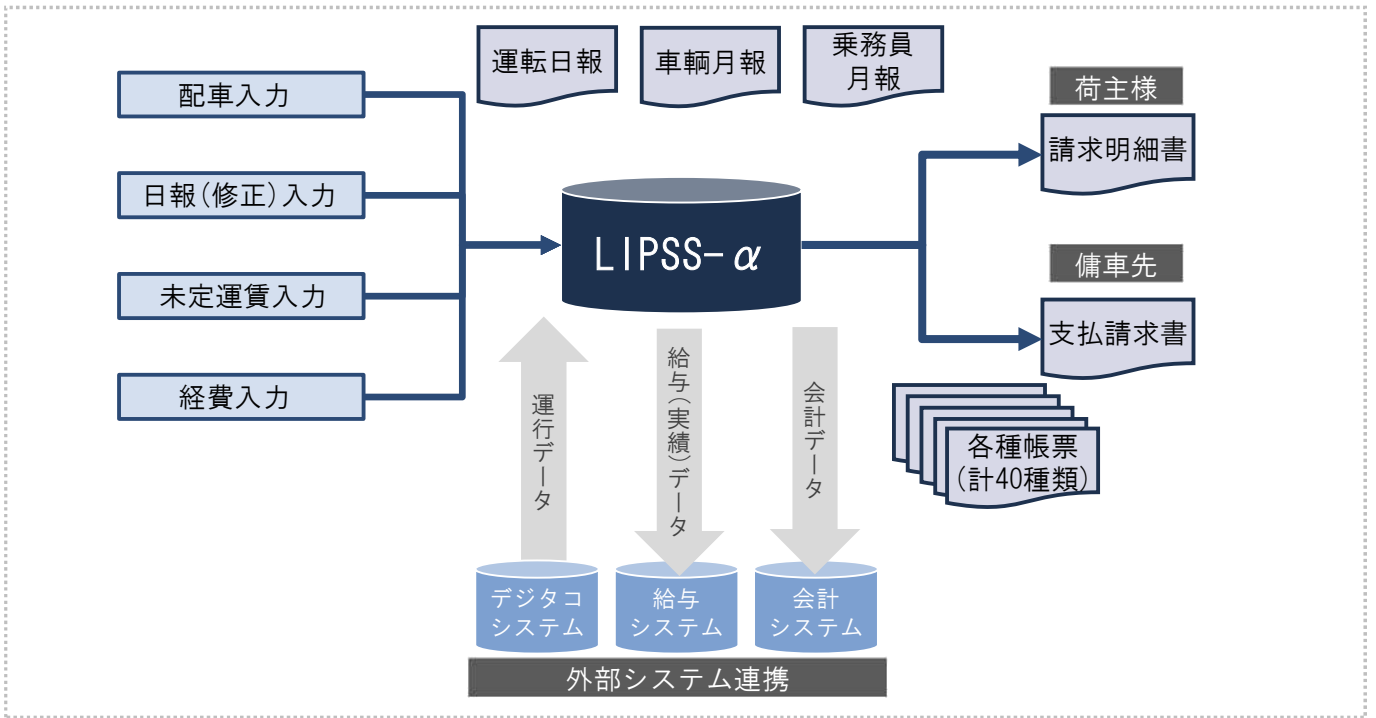 運転日報
車輌月報
乗務員
月報
配車入力
日報(修正)入力
未定運賃入力
経費入力
LIPSS-α
荷主様
請求明細書
傭車先
支払請求書
各種帳票
(計40種類)
運行データ
給与(実績)データ
会計データ
デジタコ
システム
給与
システム
会計
システム
外部システム連携